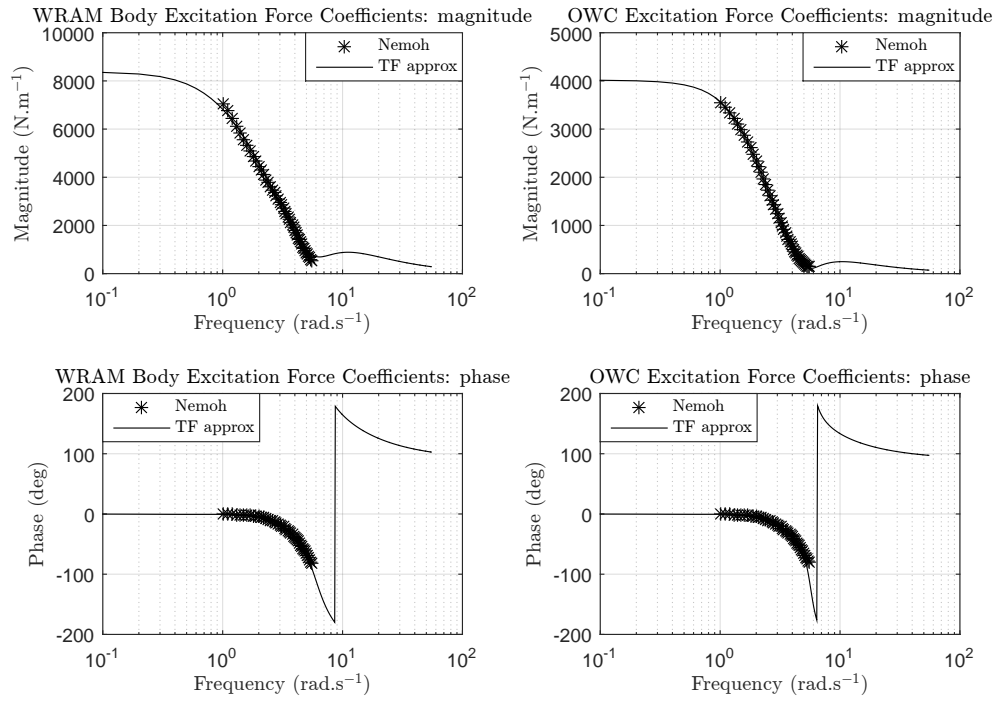 WRAM Body Excitation Force Coefficients: magnitude
10000
8000
6000
4000
2000
0
Magnitude (N.m⁻¹)
Nemoh
TF approx
10⁻¹ 10⁰ 10¹ 10²
Frequency (rad.s⁻¹)
OWC Excitation Force Coefficients: magnitude
5000
4000
3000
2000
1000
0
Magnitude (N.m⁻¹)
Nemoh
TF approx
10⁻¹ 10⁰ 10¹ 10²
Frequency (rad.s⁻¹)
WRAM Body Excitation Force Coefficients: phase
200
100
0
-100
-200
Phase (deg)
Nemoh
TF approx
10⁻¹ 10⁰ 10¹ 10²
Frequency (rad.s⁻¹)
OWC Excitation Force Coefficients: phase
200
100
0
-100
-200
Phase (deg)
Nemoh
TF approx
10⁻¹ 10⁰ 10¹ 10²
Frequency (rad.s⁻¹)